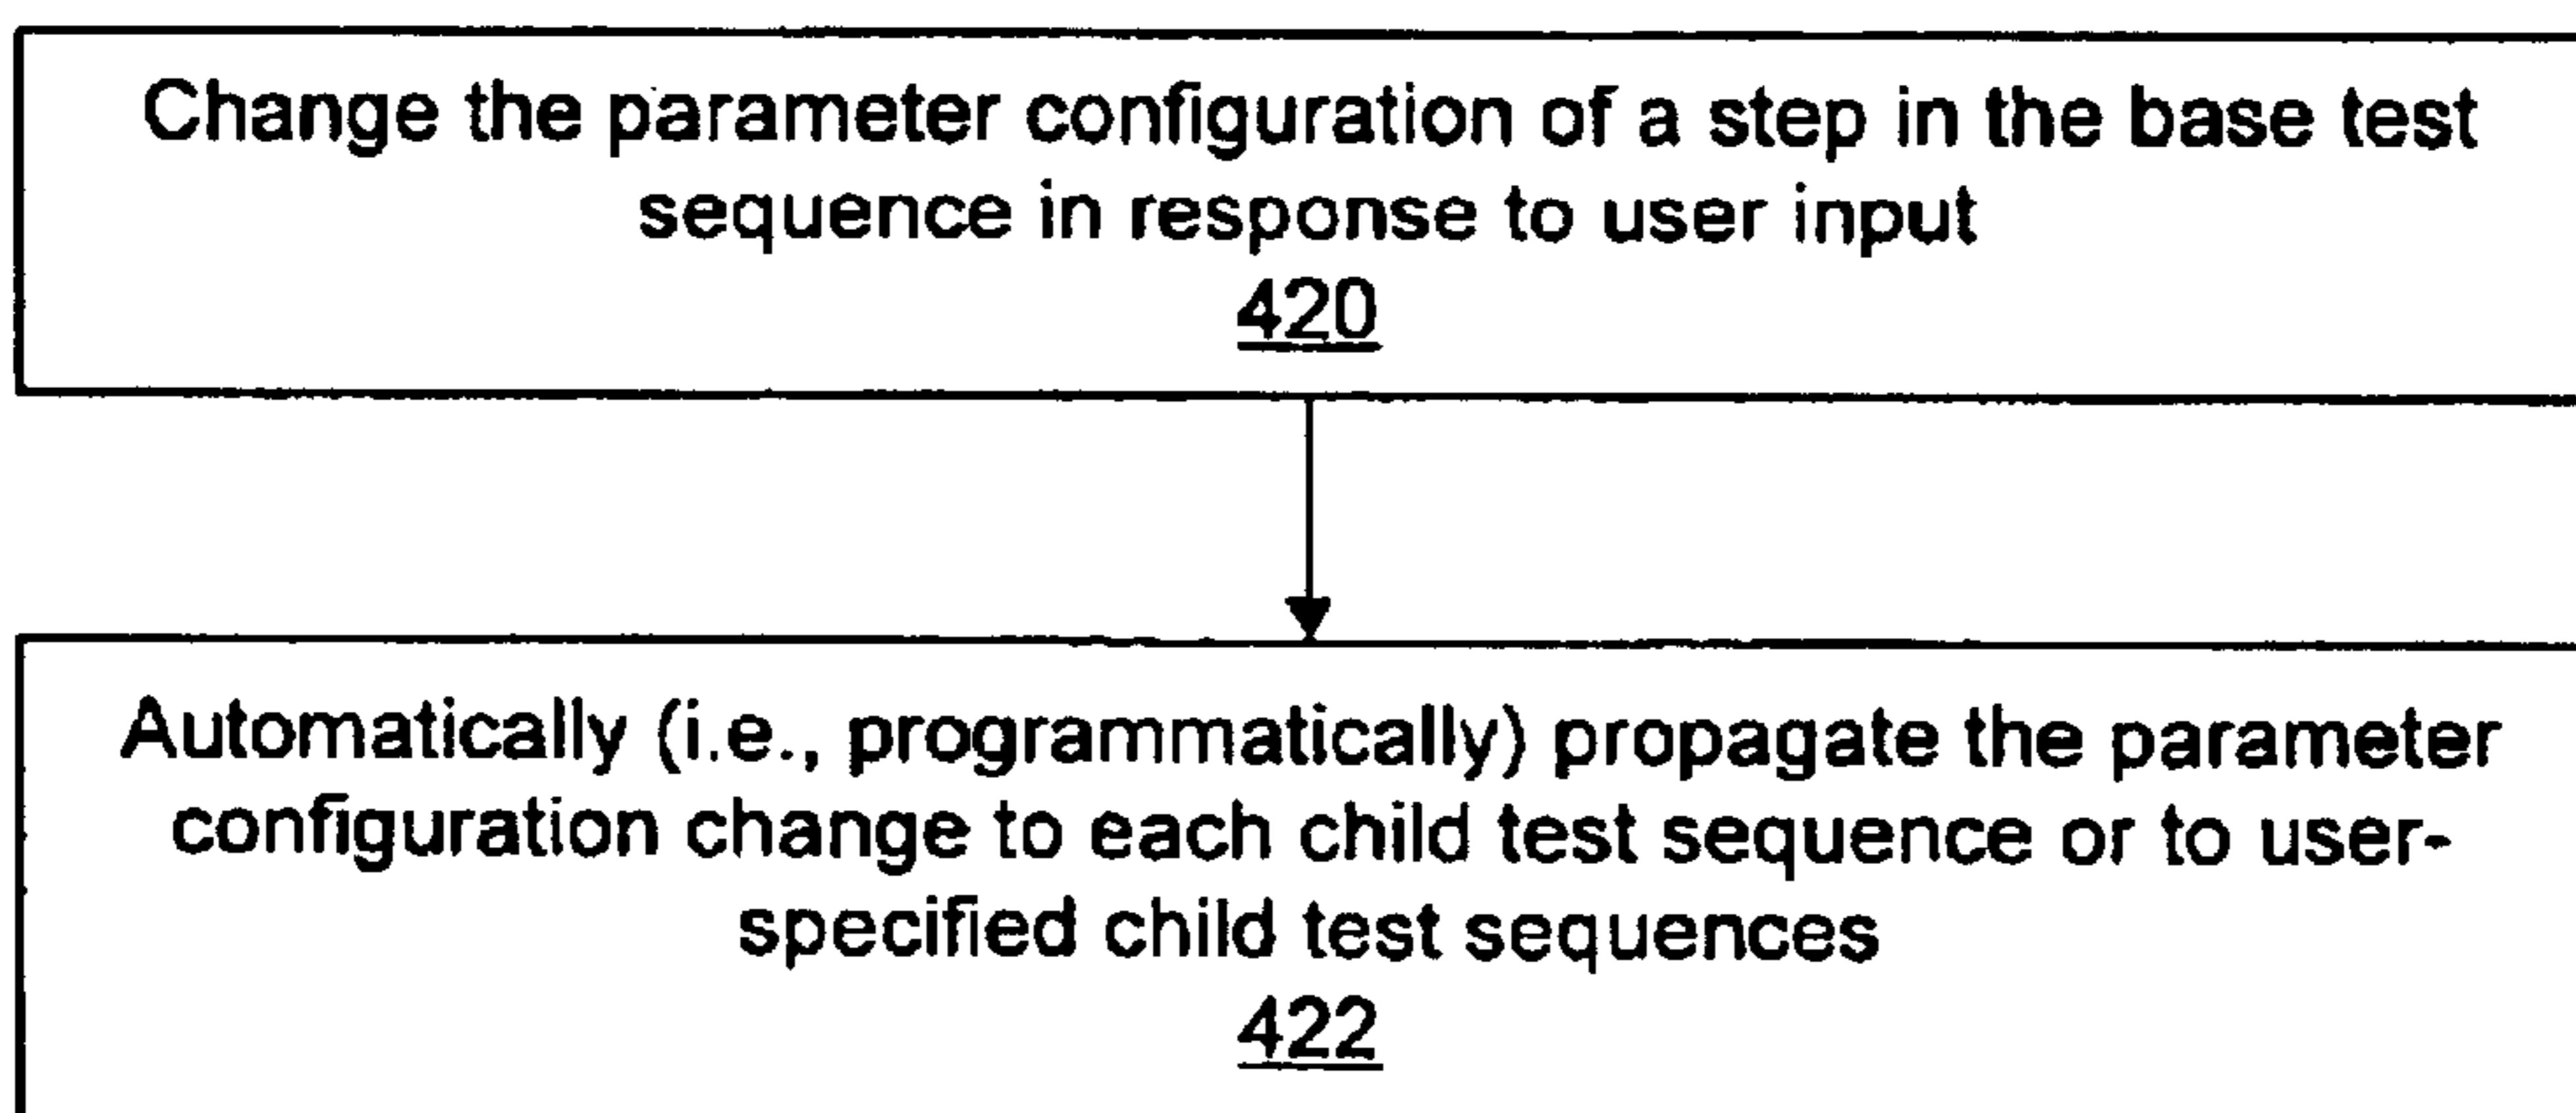 Change the parameter configuration of a step in the base test
sequence in response to user input
420
Automatically (i.e., programmatically) propagate the parameter
configuration change to each child test sequence or to user-
specified child test sequences
422